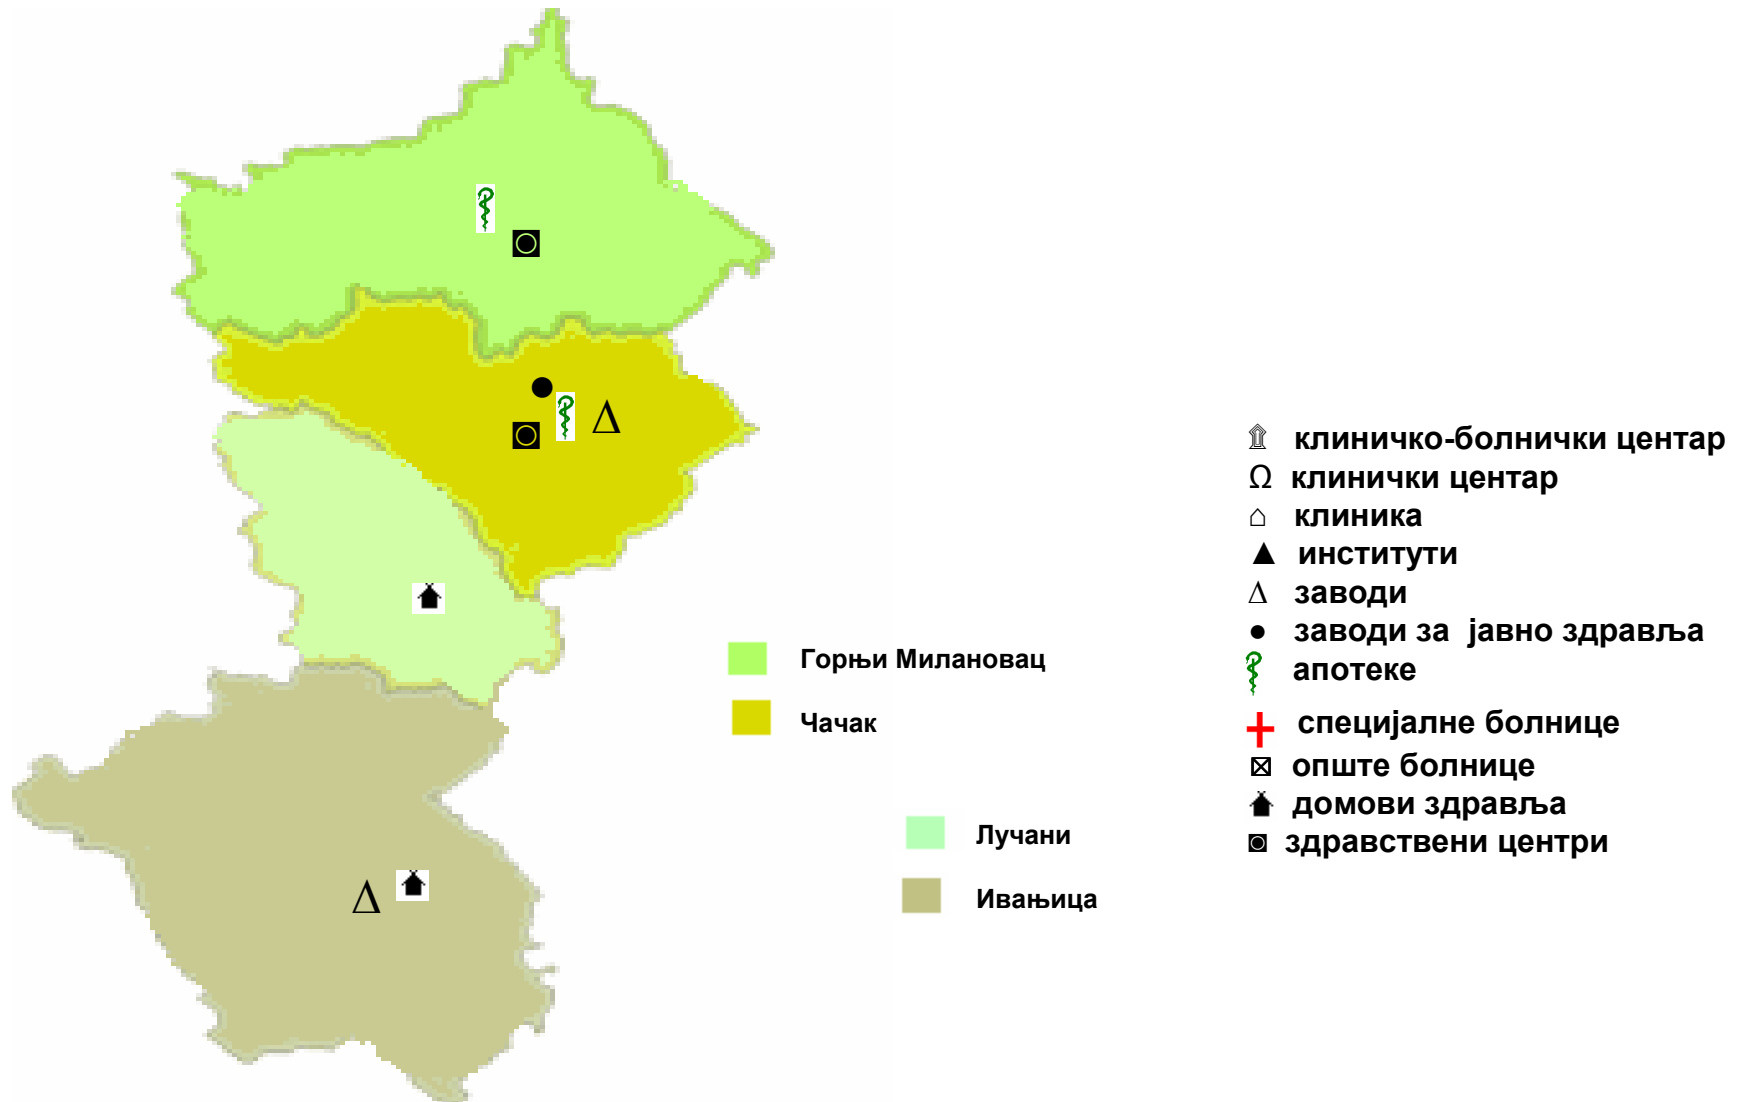 клиничко-болнички центар
Ω клинички центар
клиника
▲ институти
Δ заводи
● заводи за јавно здравља
апотеке
Горњи Милановац
специјалне болнице
Чачак
опште болнице
домови здравља
Лучани
здравствени центри
Ивањица
Δ
Δ